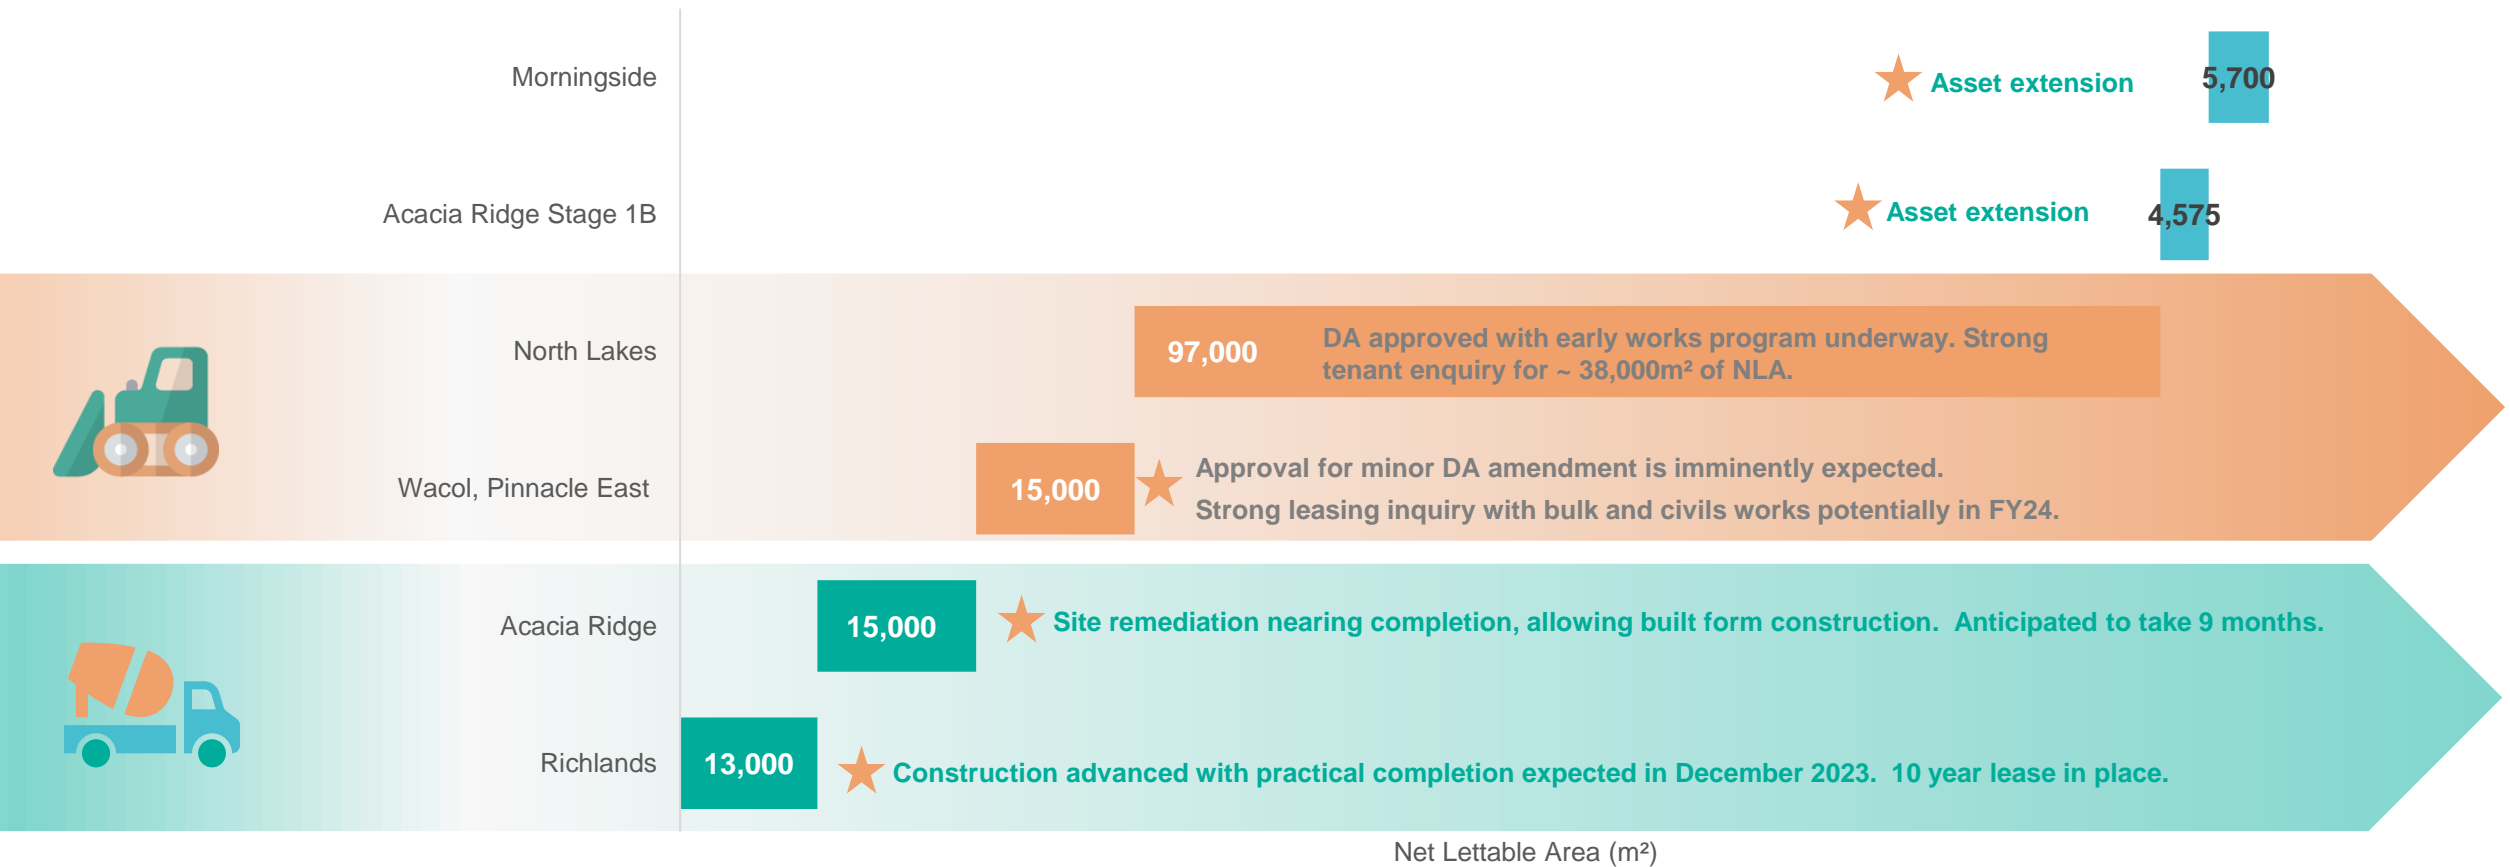 Morningside
Asset extension
5,700
Acacia Ridge Stage 1B
Asset extension
4,575
North Lakes
97,000
DA approved with early works program underway. Strong
tenant enquiry for ~ 38,000m² of NLA.
Wacol, Pinnacle East
15,000
Approval for minor DA amendment is imminently expected.
Strong leasing inquiry with bulk and civils works potentially in FY24.
Acacia Ridge
15,000
Site remediation nearing completion, allowing built form construction.  Anticipated to take 9 months.
Richlands
13,000
Construction advanced with practical completion expected in December 2023.  10 year lease in place.
Net Lettable Area (m²)